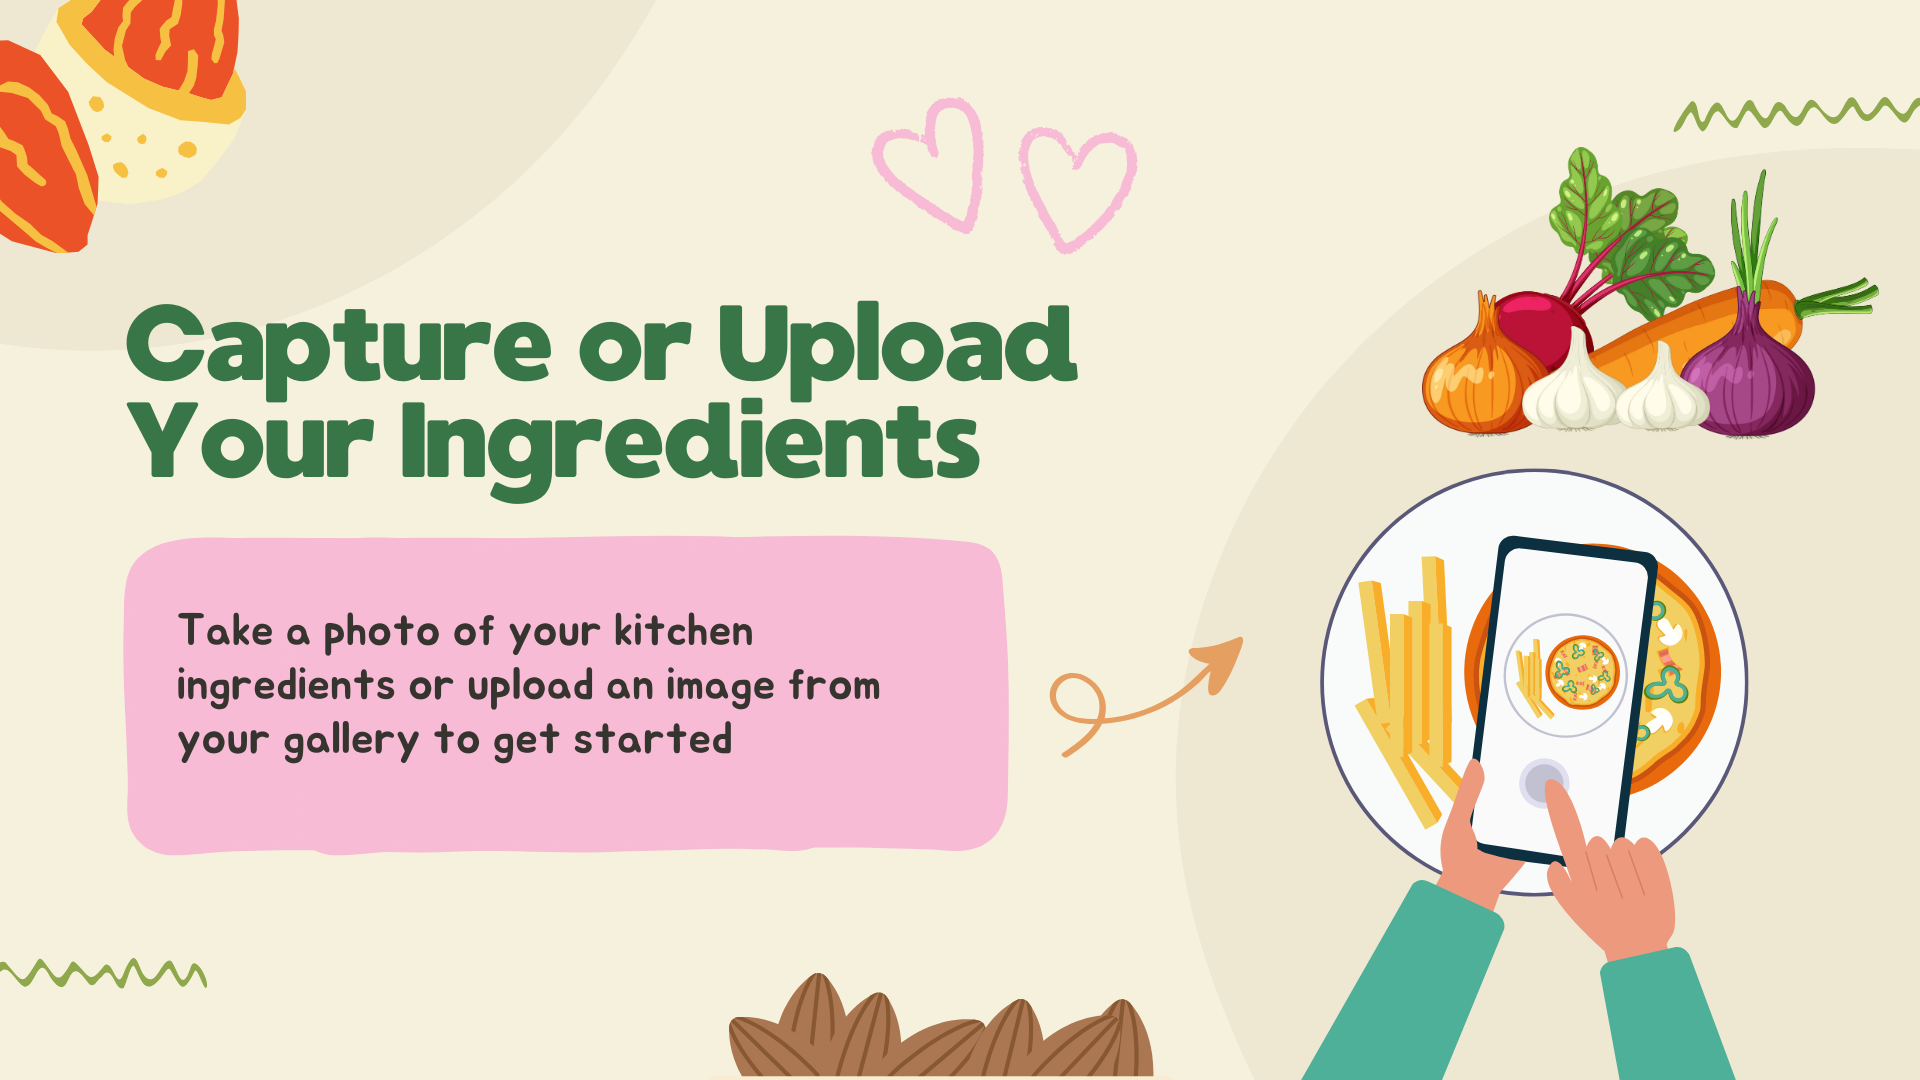 Capture or Upload
Your Ingredients
Take a photo of your kitchen
ingredients or upload an image from
your gallery to get started